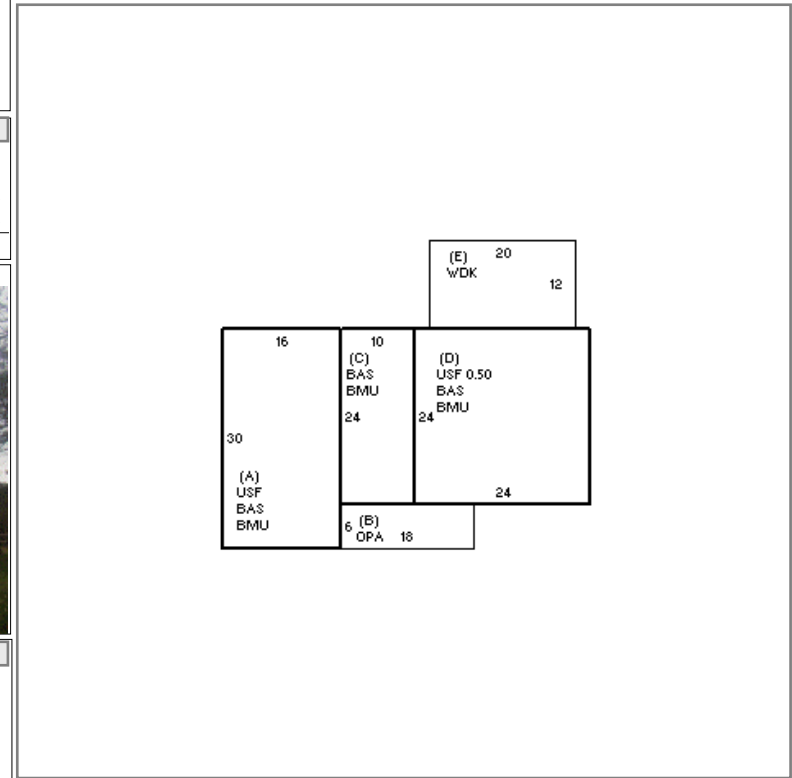 (E) 20
WDK
12
16
10
(C)
BAS
BMU
24
(D)
USF 0.50
BAS
BMU
24
30
(A)
USF
BAS
BMU
24
6 (B)
OPA 18